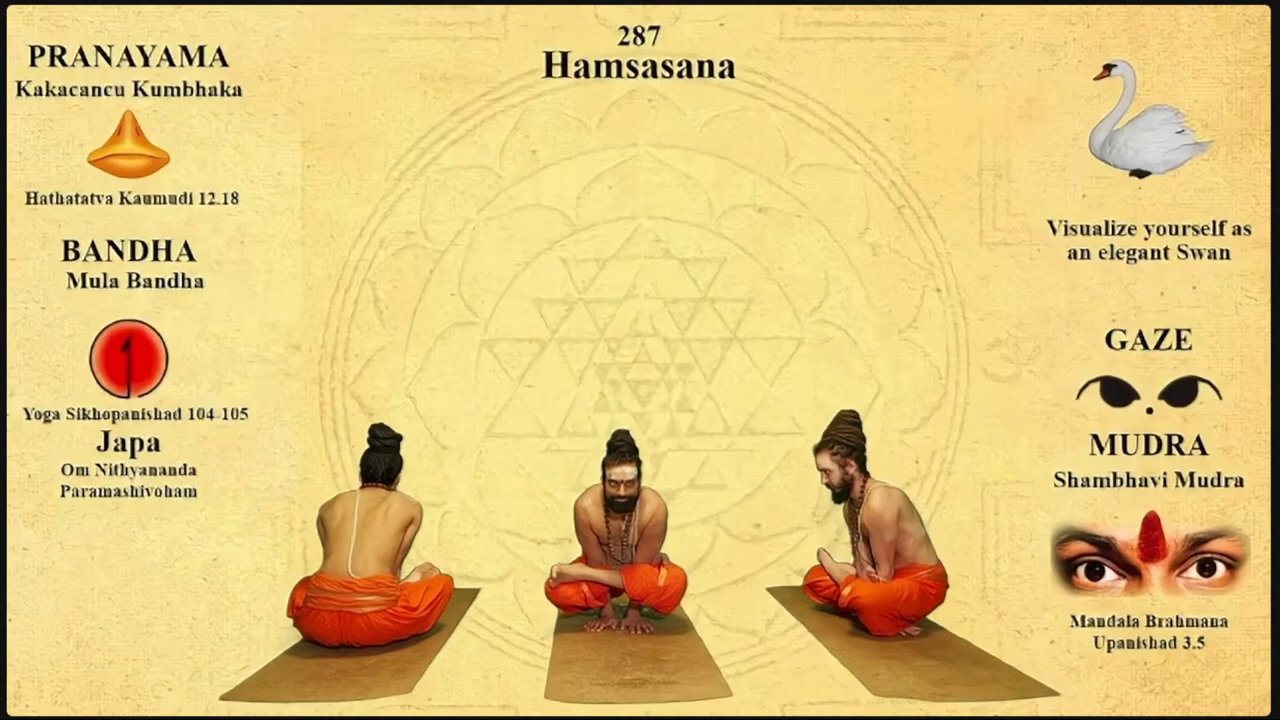 287
Hamsasana
PRANAYAMA
Kakacancu Kumbhaka
Hathatatva Kaumudi 12.18
BANDHA
Mula Bandha
Yoga Sikhopanishad 104-105
Japa
Om Nithyananda
Paramashivoham
Visualize yourself as
an elegant Swan
GAZE
MUDRA
Shambhavi Mudra
Mandala Brahmana
Upanishad 3.5